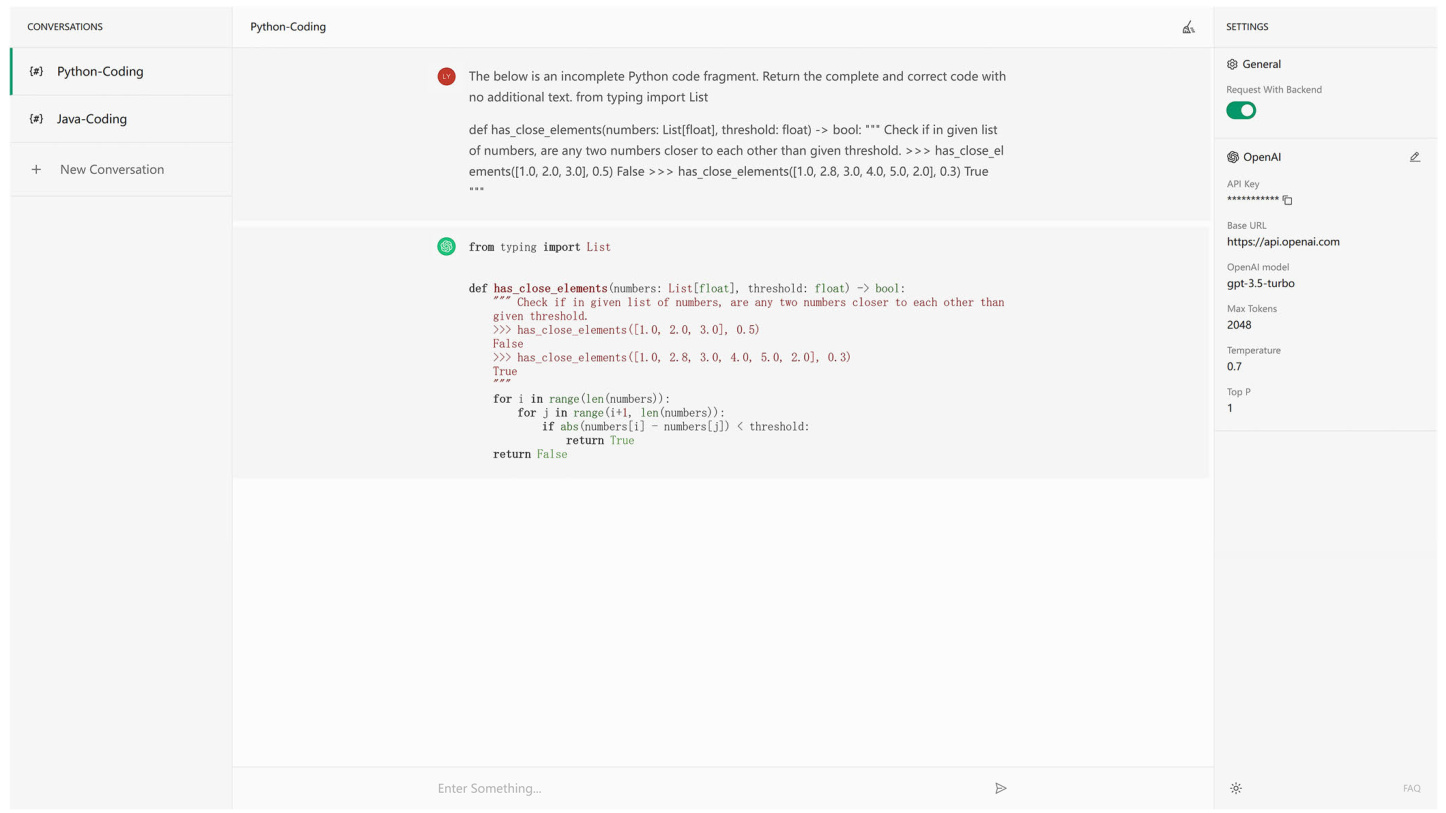 CONVERSATIONS
{#} Python-Coding
{#} Java-Coding
+ New Conversation
Python-Coding
LY
The below is an incomplete Python code fragment. Return the complete and correct code with
no additional text. from typing import List
def has_close_elements(numbers: List[float], threshold: float) -> bool: """ Check if in given list
of numbers, are any two numbers closer to each other than given threshold. >>> has_close_el
ements([1.0, 2.0, 3.0], 0.5) False >>> has_close_elements([1.0, 2.8, 3.0, 4.0, 5.0, 2.0], 0.3) True
"""
from typing import List
def has_close_elements(numbers: List[float], threshold: float) -> bool:
""" Check if in given list of numbers, are any two numbers closer to each other than
given threshold.
>>> has_close_elements([1.0, 2.0, 3.0], 0.5)
False
>>> has_close_elements([1.0, 2.8, 3.0, 4.0, 5.0, 2.0], 0.3)
True
"""
for i in range(len(numbers)):
for j in range(i+1, len(numbers)):
if abs(numbers[i] - numbers[j]) < threshold:
return True
return False
Enter Something...
SETTINGS
General
Request With Backend
OpenAI
API Key
***********
Base URL
https://api.openai.com
OpenAI model
gpt-3.5-turbo
Max Tokens
2048
Temperature
0.7
Top P
1
FAQ